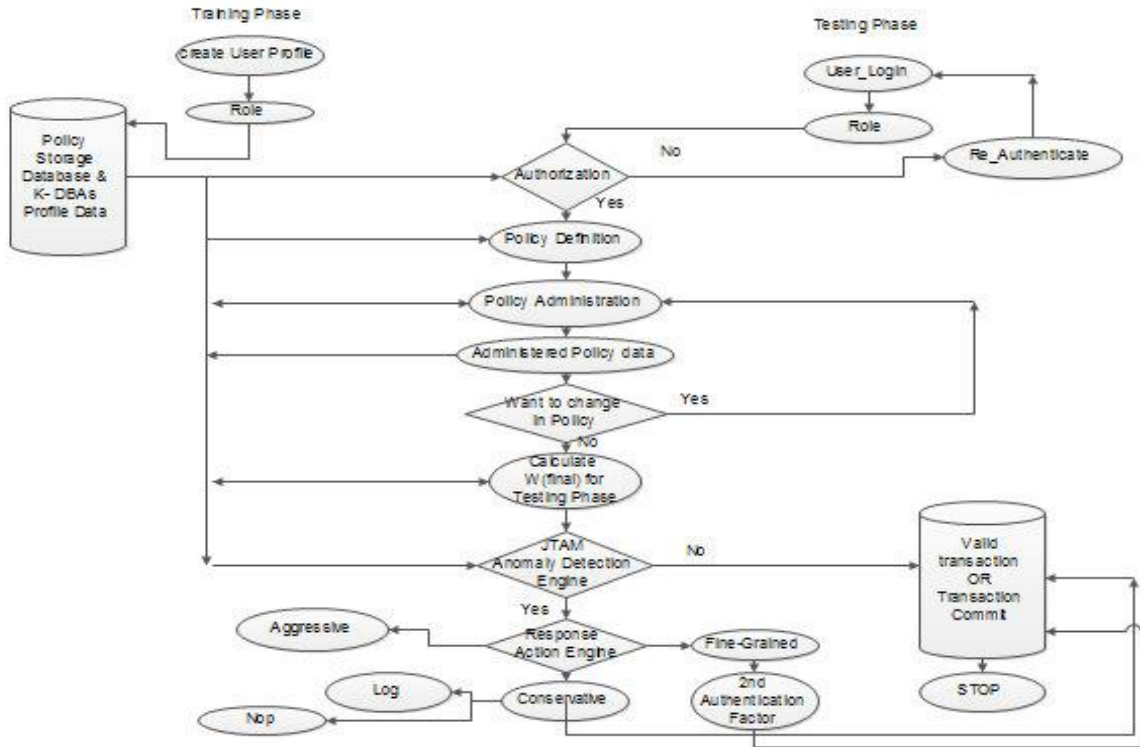 Training Phase
Testing Phase
create User Profile
User_Login
Role
Role
Policy
Storage
Database &
K- DBAs
Profile Data
No
Re_Authenticate
Authorization
Yes
Policy Definition
Policy Administration
Administered Policy data
Want to change
in Policy
Yes
No
Calculate
W(final) for
Testing Phase
JTAM
Anomaly Detection
Engine
No
Valid
transaction
OR
Transaction
Commit
Yes
Aggressive
Response
Action Engine
Fine-Grained
Log
Conservative
2nd
Authentication
Factor
STOP
Nop